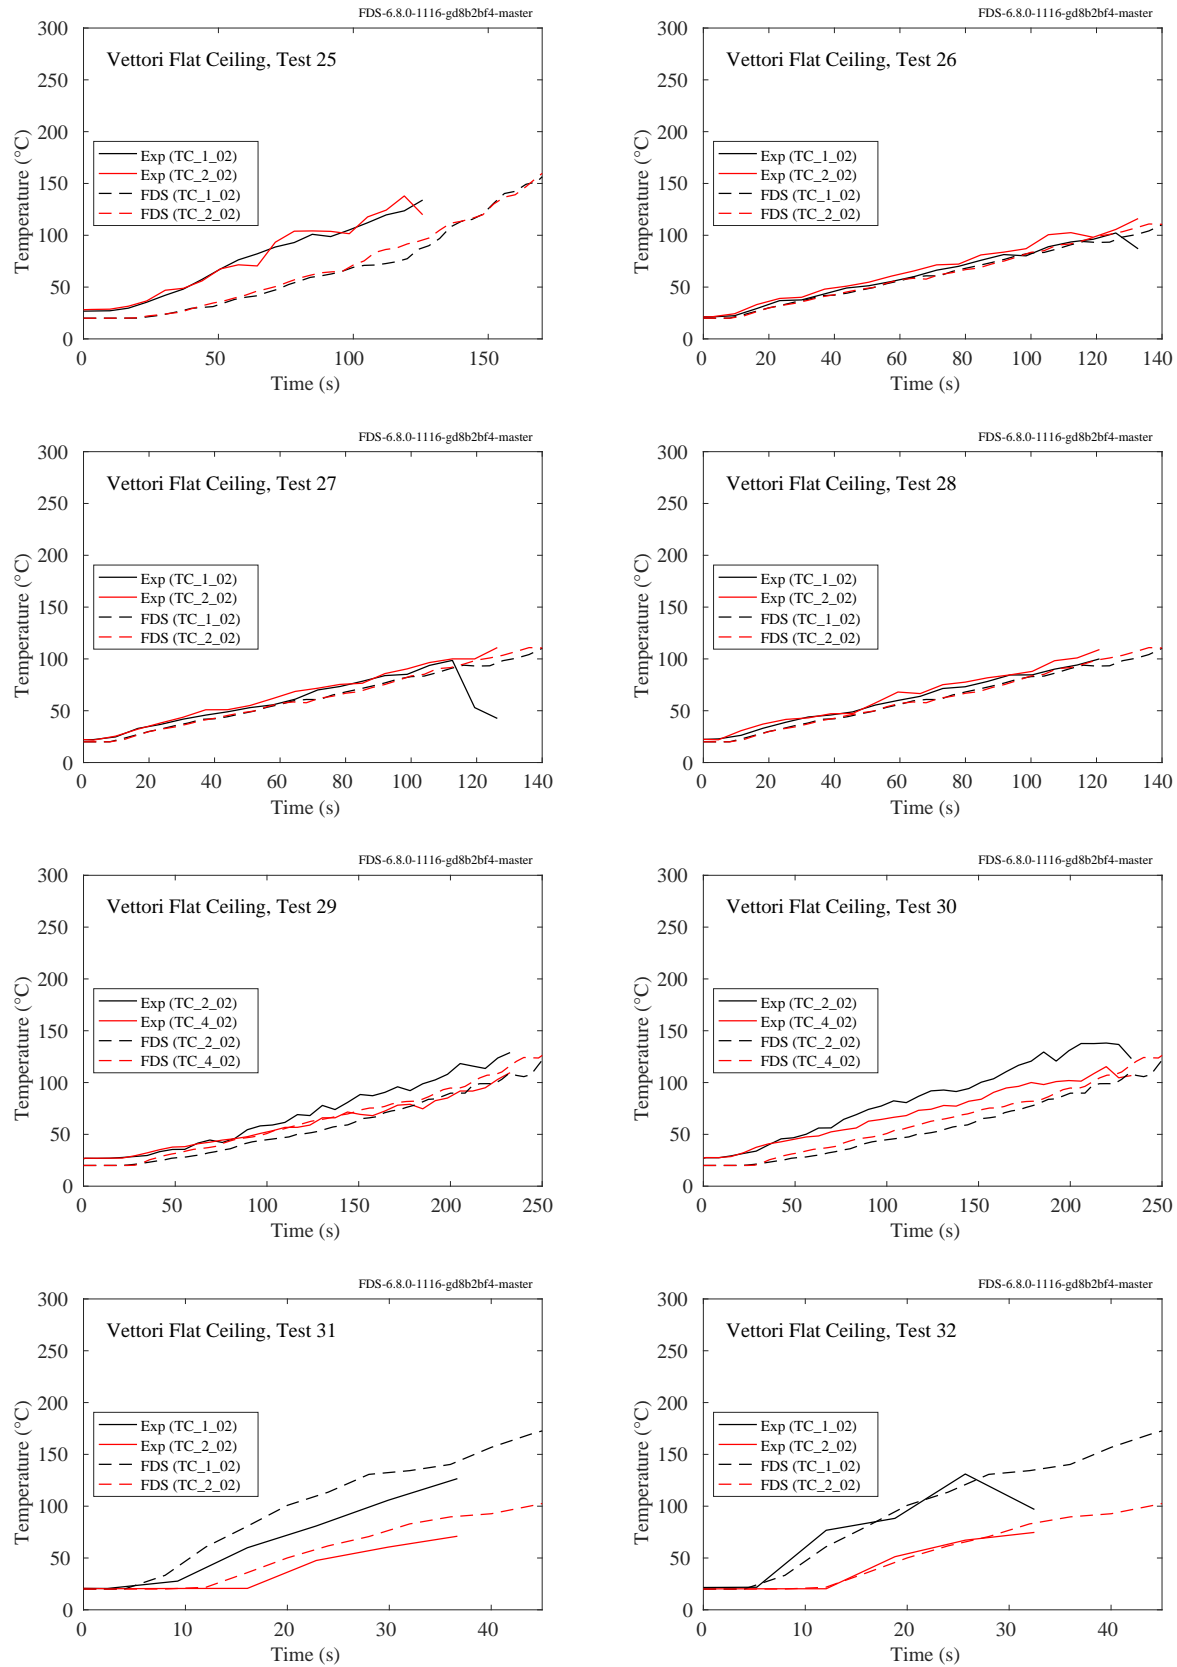 FDS-6.8.0-1116-gd8b2bf4-master
Vettori Flat Ceiling, Test 25
Temperature (°C)
300
250
200
150
100
50
0
Exp (TC_1_02)
Exp (TC_2_02)
FDS (TC_1_02)
FDS (TC_2_02)
0 50 100 150
Time (s)
FDS-6.8.0-1116-gd8b2bf4-master
Vettori Flat Ceiling, Test 26
Temperature (°C)
300
250
200
150
100
50
0
Exp (TC_1_02)
Exp (TC_2_02)
FDS (TC_1_02)
FDS (TC_2_02)
0 20 40 60 80 100 120 140
Time (s)
FDS-6.8.0-1116-gd8b2bf4-master
Vettori Flat Ceiling, Test 27
Temperature (°C)
300
250
200
150
100
50
0
Exp (TC_1_02)
Exp (TC_2_02)
FDS (TC_1_02)
FDS (TC_2_02)
0 20 40 60 80 100 120 140
Time (s)
FDS-6.8.0-1116-gd8b2bf4-master
Vettori Flat Ceiling, Test 28
Temperature (°C)
300
250
200
150
100
50
0
Exp (TC_1_02)
Exp (TC_2_02)
FDS (TC_1_02)
FDS (TC_2_02)
0 20 40 60 80 100 120 140
Time (s)
FDS-6.8.0-1116-gd8b2bf4-master
Vettori Flat Ceiling, Test 29
Temperature (°C)
300
250
200
150
100
50
0
Exp (TC_2_02)
Exp (TC_4_02)
FDS (TC_2_02)
FDS (TC_4_02)
0 50 100 150 200 250
Time (s)
FDS-6.8.0-1116-gd8b2bf4-master
Vettori Flat Ceiling, Test 30
Temperature (°C)
300
250
200
150
100
50
0
Exp (TC_2_02)
Exp (TC_4_02)
FDS (TC_2_02)
FDS (TC_4_02)
0 50 100 150 200 250
Time (s)
FDS-6.8.0-1116-gd8b2bf4-master
Vettori Flat Ceiling, Test 31
Temperature (°C)
300
250
200
150
100
50
0
Exp (TC_1_02)
Exp (TC_2_02)
FDS (TC_1_02)
FDS (TC_2_02)
0 10 20 30 40
Time (s)
FDS-6.8.0-1116-gd8b2bf4-master
Vettori Flat Ceiling, Test 32
Temperature (°C)
300
250
200
150
100
50
0
Exp (TC_1_02)
Exp (TC_2_02)
FDS (TC_1_02)
FDS (TC_2_02)
0 10 20 30 40
Time (s)